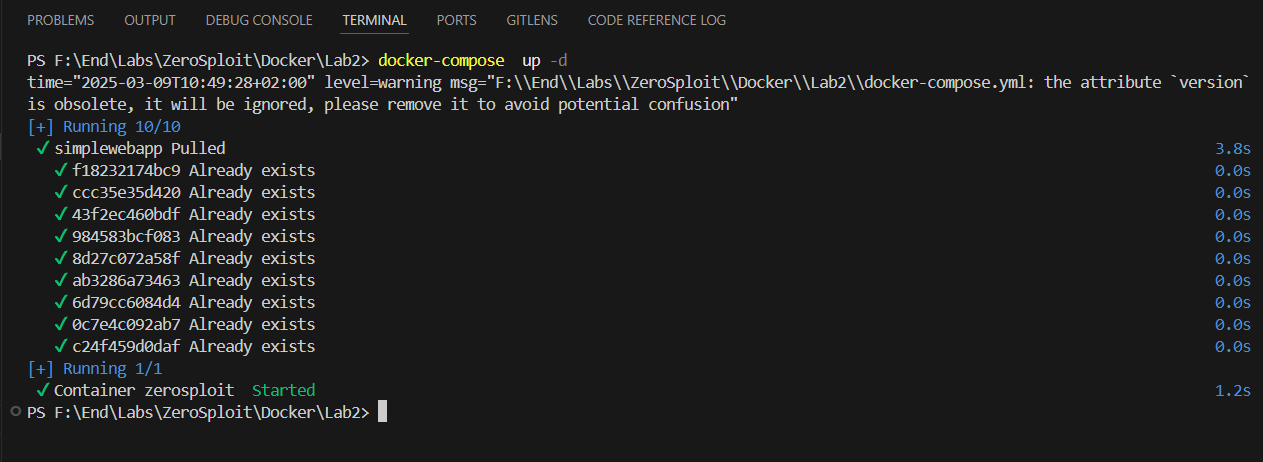 PROBLEMS OUTPUT DEBUG CONSOLE TERMINAL PORTS GITLENS CODE REFERENCE LOG
PS F:\End\Labs\ZeroSploit\Docker\Lab2> docker-compose  up -d
time="2025-03-09T10:49:28+02:00" level=warning msg="F:\\End\\Labs\\ZeroSploit\\Docker\\Lab2\\docker-compose.yml: the attribute `version`
is obsolete, it will be ignored, please remove it to avoid potential confusion"
[+] Running 10/10
✔ simplewebapp Pulled 3.8s
✔ f18232174bc9 Already exists 0.0s
✔ ccc35e35d420 Already exists 0.0s
✔ 43f2ec460bdf Already exists 0.0s
✔ 984583bcf083 Already exists 0.0s
✔ 8d27c072a58f Already exists 0.0s
✔ ab3286a73463 Already exists 0.0s
✔ 6d79cc6084d4 Already exists 0.0s
✔ 0c7e4c092ab7 Already exists 0.0s
✔ c24f459d0daf Already exists 0.0s
[+] Running 1/1
✔ Container zerosploit  Started 1.2s
PS F:\End\Labs\ZeroSploit\Docker\Lab2>